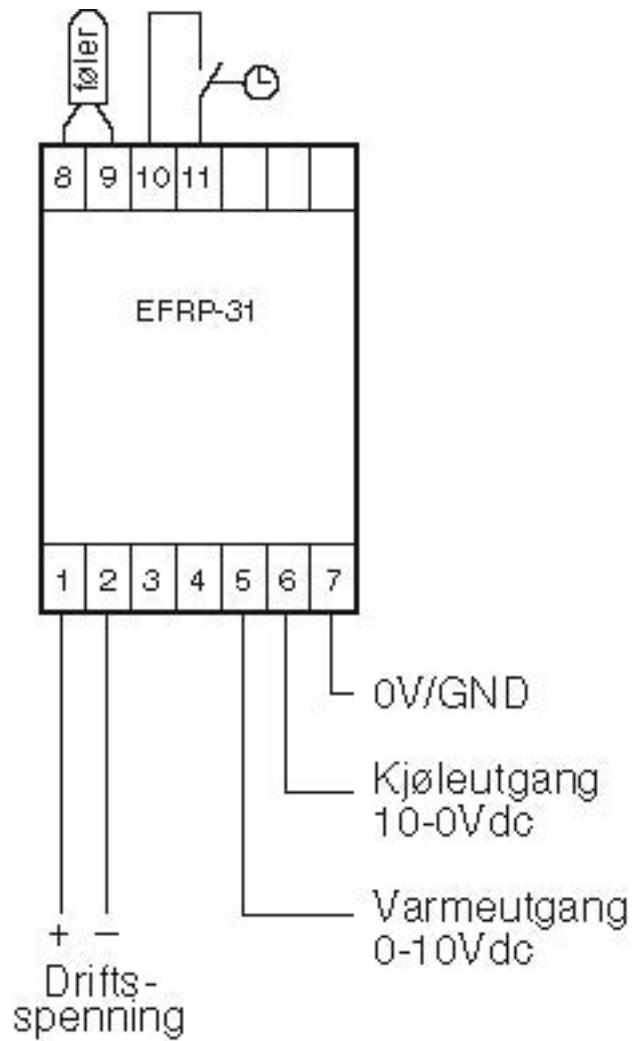 føler
8 9 10 11
EFRP-31
1 2 3 4 5 6 7
0V/GND
Kjøleutgang
10-0Vdc
Varmeutgang
0-10Vdc
+ −
Drifts-
spenning